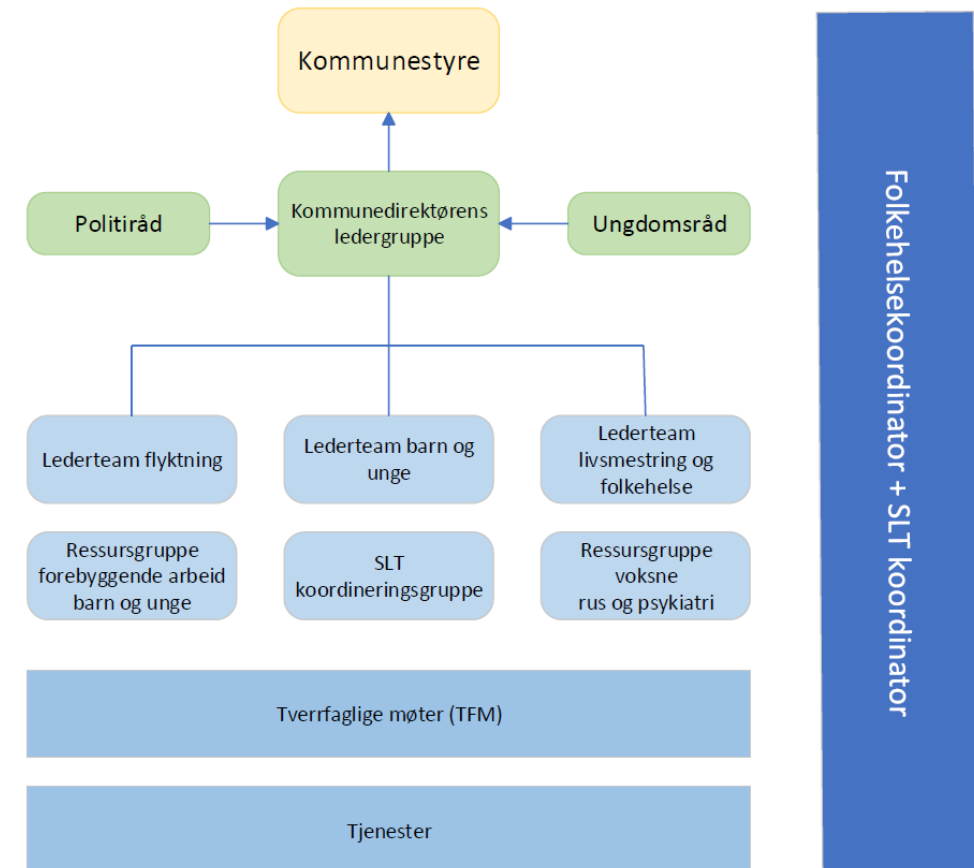 Kommunestyre
Politiråd
Kommunedirektørens
ledergruppe
Ungdomsråd
Lederteam flyktning
Lederteam barn og
unge
Lederteam
livsmestring og
folkehelse
Ressursgruppe
forebyggende arbeid
barn og unge
SLT
koordineringsgruppe
Ressursgruppe
voksne
rus og psykiatri
Tverrfaglige møter (TFM)
Tjenester
Folkehelsekoordinator + SLT koordinator